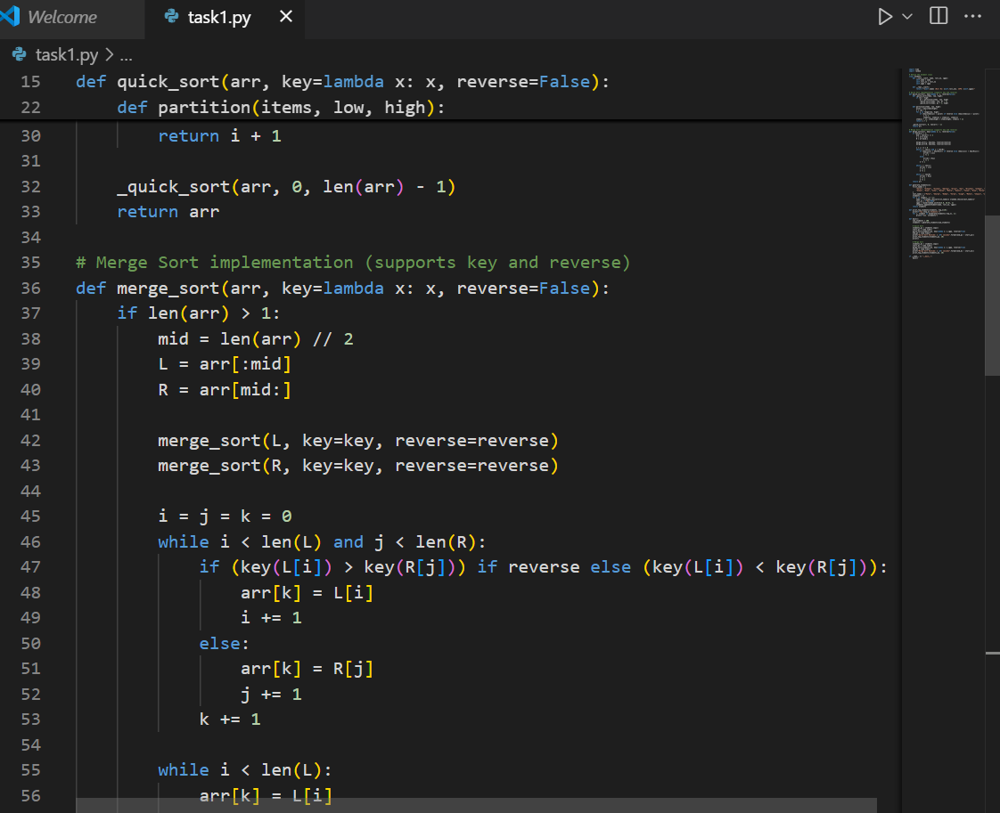 Welcome
task1.py
task1.py > ...
15 def quick_sort(arr, key=lambda x: x, reverse=False):
22 def partition(items, low, high):
30 return i + 1
31
32 _quick_sort(arr, 0, len(arr) - 1)
33 return arr
34
35 # Merge Sort implementation (supports key and reverse)
36 def merge_sort(arr, key=lambda x: x, reverse=False):
37 if len(arr) > 1:
38 mid = len(arr) // 2
39 L = arr[:mid]
40 R = arr[mid:]
41
42 merge_sort(L, key=key, reverse=reverse)
43 merge_sort(R, key=key, reverse=reverse)
44
45 i = j = k = 0
46 while i < len(L) and j < len(R):
47 if (key(L[i]) > key(R[j])) if reverse else (key(L[i]) < key(R[j])):
48 arr[k] = L[i]
49 i += 1
50 else:
51 arr[k] = R[j]
52 j += 1
53 k += 1
54
55 while i < len(L):
56 arr[k] = L[i]